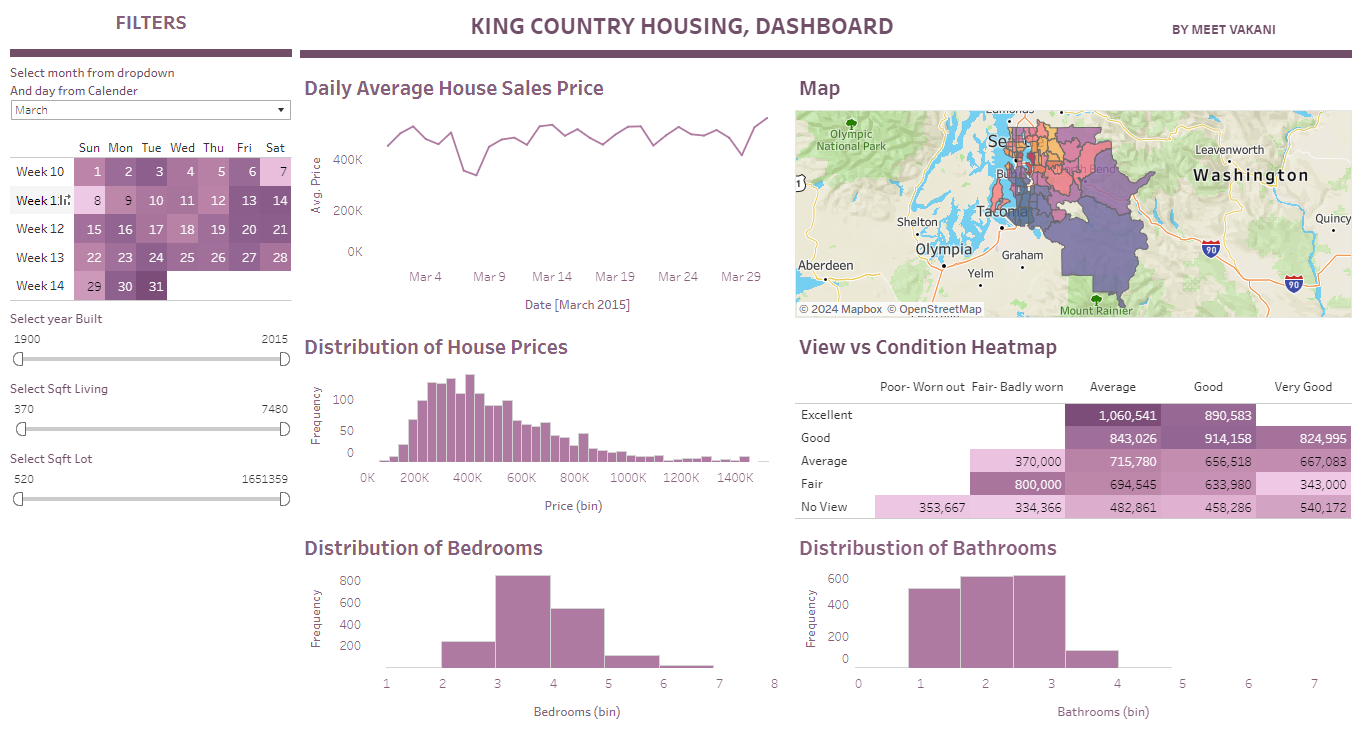 FILTERS
KING COUNTRY HOUSING, DASHBOARD
BY MEET VAKANI
Select month from dropdown
And day from Calender
March
Sun Mon Tue Wed Thu Fri Sat
Week 10 1 2 3 4 5 6 7
Week 11 8 9 10 11 12 13 14
Week 12 15 16 17 18 19 20 21
Week 13 22 23 24 25 26 27 28
Week 14 29 30 31
Select year Built
1900 2015
Select Sqft Living
370 7480
Select Sqft Lot
520 1651359
Daily Average House Sales Price
Avg. Price
400K
200K
0K
Mar 4 Mar 9 Mar 14 Mar 19 Mar 24 Mar 29
Date [March 2015]
Map
Olympic
National Park
Leavenworth
Washington
Tacoma
Shelton
Quincy
Olympia
Graham
90
Aberdeen
Yelm
90
1
Mount Rainier
© 2024 Mapbox © OpenStreetMap
Distribution of House Prices
Frequency
100
50
0
0K 200K 400K 600K 800K 1000K 1200K 1400K
Price (bin)
View vs Condition Heatmap
Poor- Worn out Fair- Badly worn Average Good Very Good
Excellent 1,060,541 890,583
Good 843,026 914,158 824,995
Average 370,000 715,780 656,518 667,083
Fair 800,000 694,545 633,980 343,000
No View 353,667 334,366 482,861 458,286 540,172
Distribution of Bedrooms
Frequency
800
600
400
200
1 2 3 4 5 6 7 8
Bedrooms (bin)
Distribustion of Bathrooms
Frequency
600
400
200
0
0 1 2 3 4 5 6 7
Bathrooms (bin)